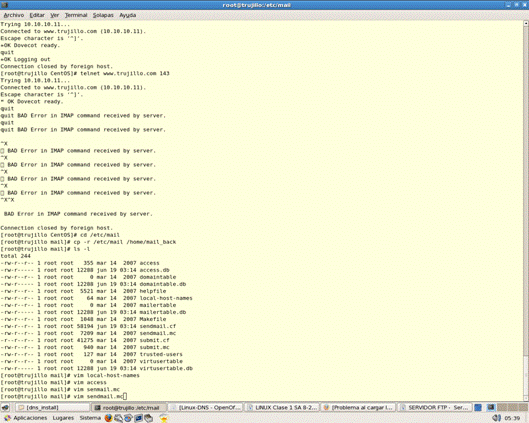 root@trujillo:/etc/mail
Archivo Editar Ver Terminal Solapas Ayuda
Trying 10.10.10.11...
Connected to www.trujillo.com (10.10.10.11).
Escape character is '^]'.
+OK Dovecot ready.
quit
+OK Logging out
Connection closed by foreign host.
[root@trujillo CentOS]# telnet www.trujillo.com 143
Trying 10.10.10.11...
Connected to www.trujillo.com (10.10.10.11).
Escape character is '^]'.
* OK Dovecot ready.
quit
quit BAD Error in IMAP command received by server.
quit
quit BAD Error in IMAP command received by server.
^X
BAD Error in IMAP command received by server.
^X
BAD Error in IMAP command received by server.
^X
BAD Error in IMAP command received by server.
^X
BAD Error in IMAP command received by server.
^X^X
BAD Error in IMAP command received by server.
Connection closed by foreign host.
[root@trujillo CentOS]# cd /etc/mail
[root@trujillo mail]# cp -r /etc/mail /home/mail_back
[root@trujillo mail]# ls -l
total 244
-rw-r--r-- 1 root root 355 mar 14 2007 access
-rw-r----- 1 root root 12288 jun 19 03:14 access.db
-rw-r--r-- 1 root root 0 mar 14 2007 domaintable
-rw-r----- 1 root root 12288 jun 19 03:14 domaintable.db
-rw-r--r-- 1 root root 5521 mar 14 2007 helpfile
-rw-r--r-- 1 root root 64 mar 14 2007 local-host-names
-rw-r--r-- 1 root root 0 mar 14 2007 mailertable
-rw-r----- 1 root root 12288 jun 19 03:14 mailertable.db
-rw-r--r-- 1 root root 1048 mar 14 2007 Makefile
-rw-r--r-- 1 root root 58194 jun 19 03:14 sendmail.cf
-rw-r--r-- 1 root root 7209 mar 14 2007 sendmail.mc
-r--r--r-- 1 root root 41275 mar 14 2007 submit.cf
-rw-r--r-- 1 root root 940 mar 14 2007 submit.mc
-rw-r--r-- 1 root root 127 mar 14 2007 trusted-users
-rw-r--r-- 1 root root 0 mar 14 2007 virtusertable
-rw-r----- 1 root root 12288 jun 19 03:14 virtusertable.db
[root@trujillo mail]# vim local-host-names
[root@trujillo mail]# vim access
[root@trujillo mail]# vim senmail.mc
[root@trujillo mail]# vim sendmail.mc
[dns_install] root@trujillo:/etc/mail [Linux-DNS - OpenOf... LINUX Clase 1 SA 8-2... [Problema al cargar l... SERVIDOR FTP - Ser...
Aplicaciones Lugares Sistema 05:39